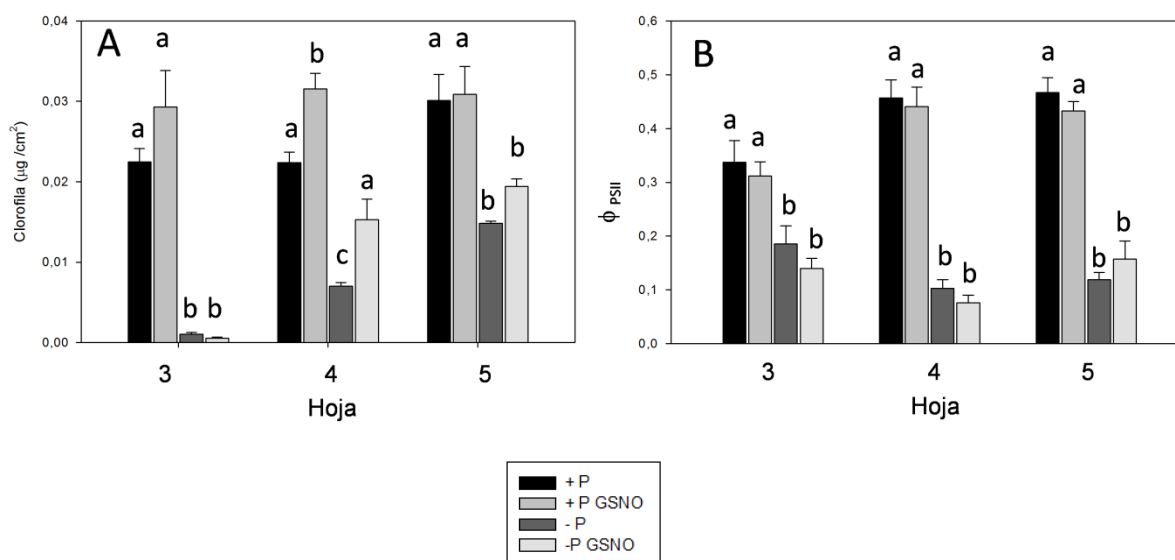 A
Clorofila (μg /cm²)
0,04
0,03
0,02
0,01
0,00
a
a
b
b
a
b
c
a
a
a
b
b
3
4
5
Hoja
B
ϕ PSII
0,6
0,5
0,4
0,3
0,2
0,1
0,0
a
a
b
b
a
a
b
b
a
a
b
b
3
4
5
Hoja
+ P
+ P GSNO
- P
-P GSNO